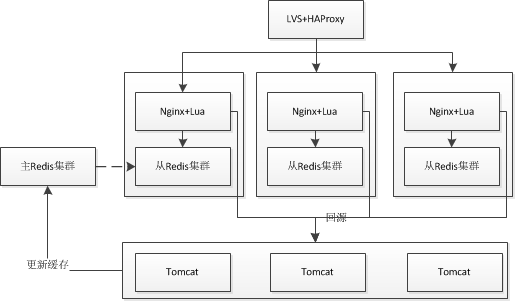 LVS+HAProxy
Nginx+Lua
Nginx+Lua
Nginx+Lua
主Redis集群
从Redis集群
从Redis集群
从Redis集群
回源
更新缓存
Tomcat
Tomcat
Tomcat